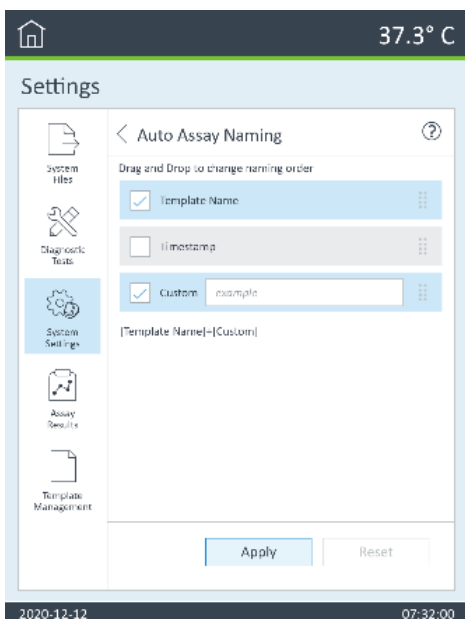 37.3° C
Settings
System
Files
Diagnostic
Tests
System
Settings
Assay
Results
Template
Management
Auto Assay Naming
?
Drag and Drop to change naming order
Template Name
Timestamp
Custom example
[Template Name]-[Custom]
Apply Reset
2020-12-12 07:32:00